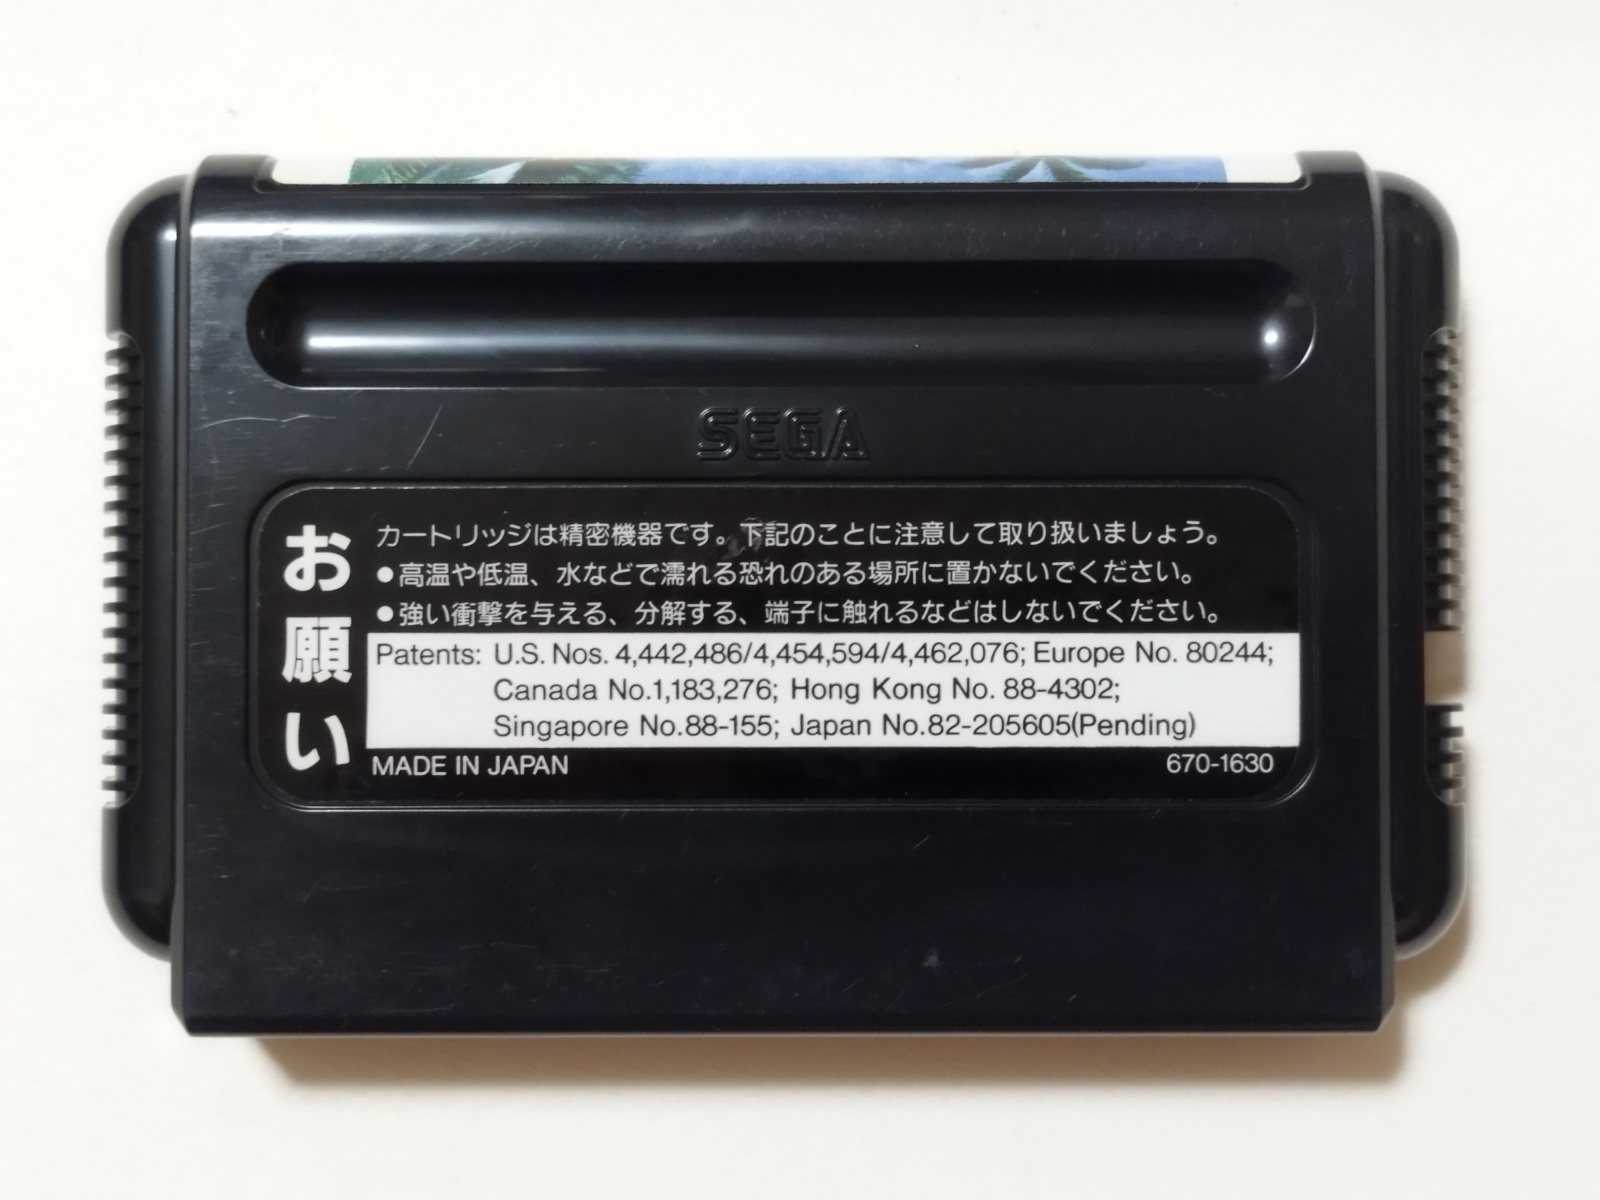 SEGA
お願い
カートリッジは精密機器です。下記のことに注意して取り扱いましょう。
●高温や低温、水などで濡れる恐れのある場所に置かないでください。
●強い衝撃を与える、分解する、端子に触れるなどはしないでください。
Patents: U.S. Nos. 4,442,486/4,454,594/4,462,076; Europe No. 80244;
Canada No.1,183,276; Hong Kong No. 88-4302;
Singapore No.88-155; Japan No.82-205605(Pending)
MADE IN JAPAN
670-1630